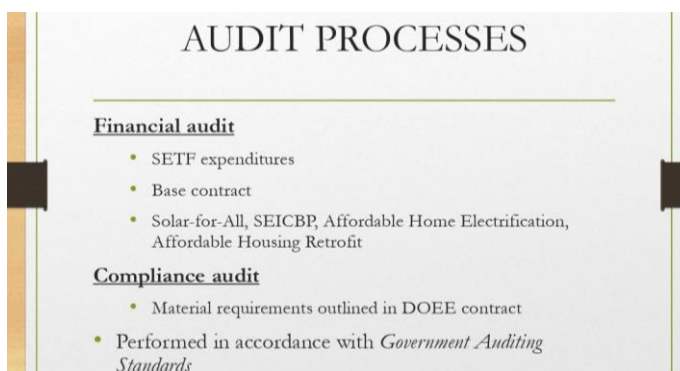 AUDIT PROCESSES
Financial audit
• SETF expenditures
• Base contract
• Solar-for-All, SEICBP, Affordable Home Electrification,
Affordable Housing Retrofit
Compliance audit
• Material requirements outlined in DOEE contract
• Performed in accordance with Government Auditing
Standards